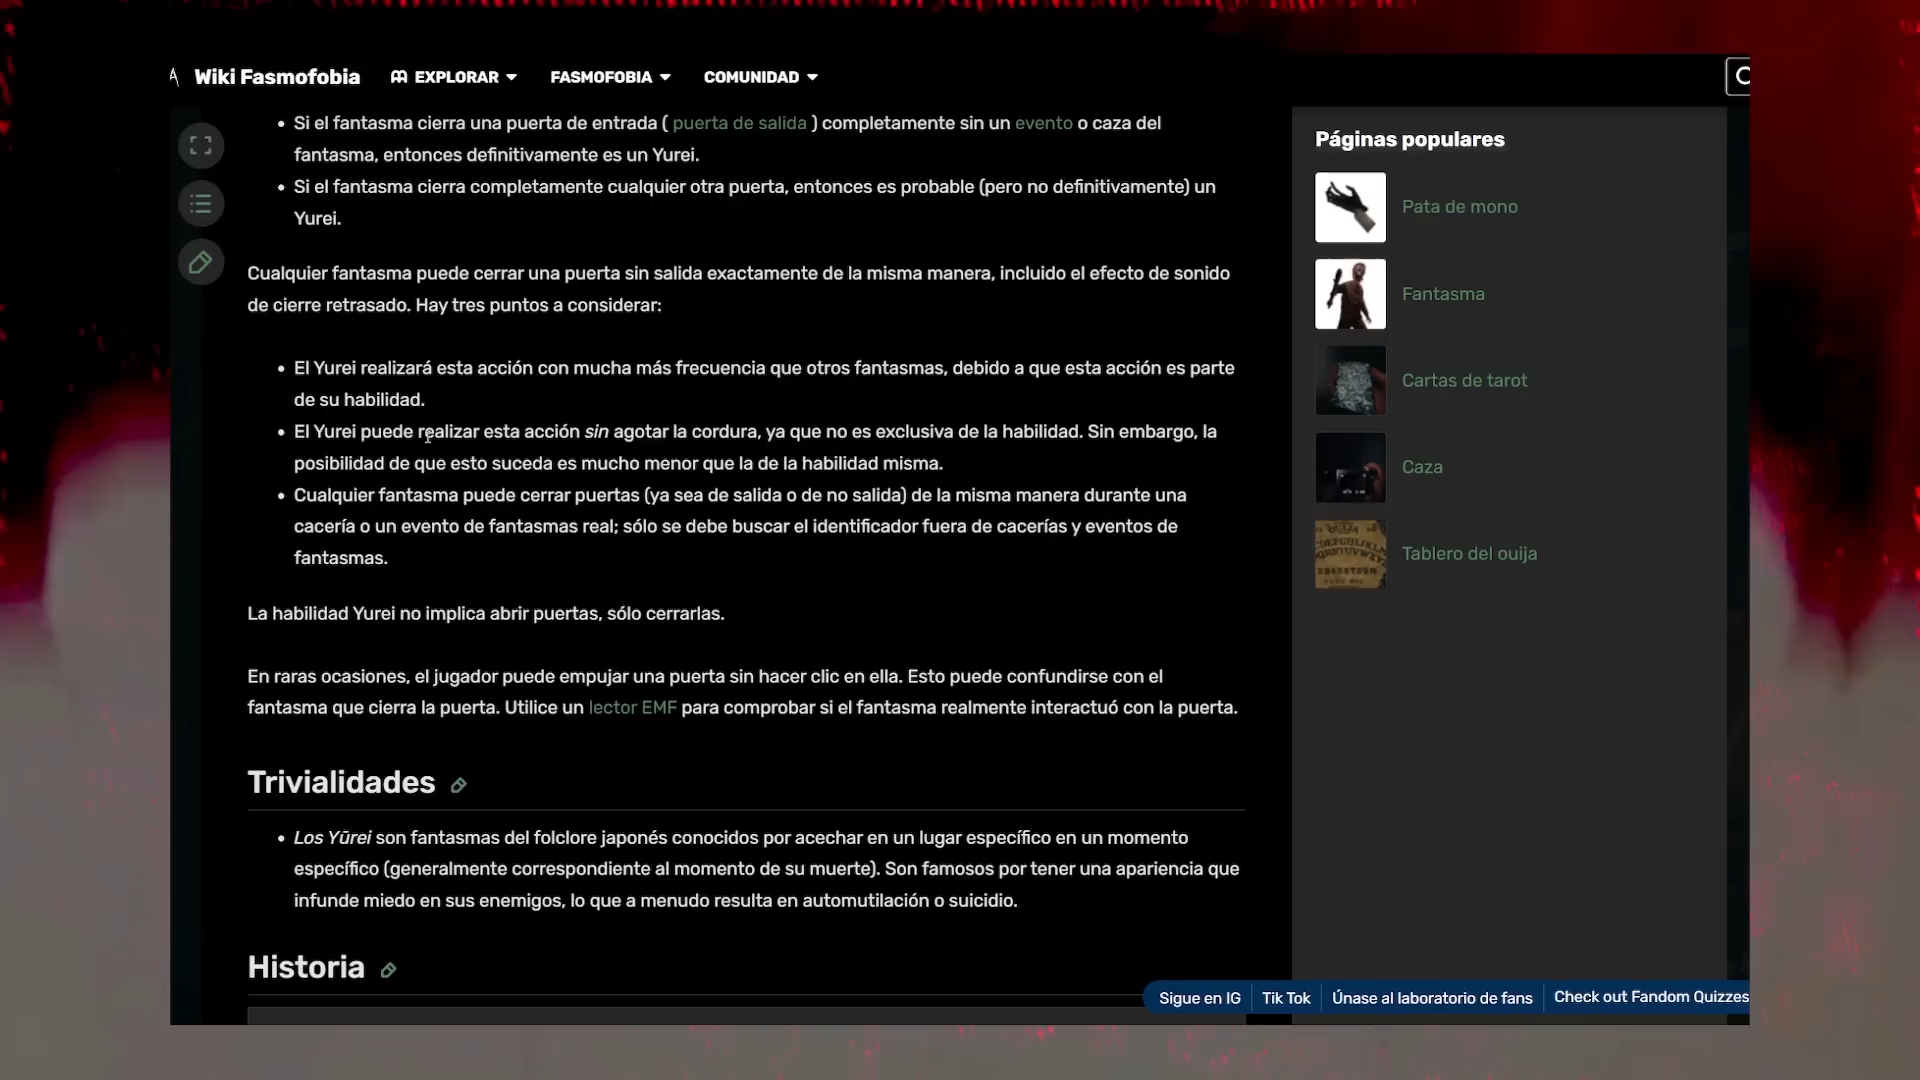 Wiki Fasmofobia
EXPLORAR
FASMOFOBIA
COMUNIDAD
Si el fantasma cierra una puerta de entrada ( puerta de salida ) completamente sin un evento o caza del
fantasma, entonces definitivamente es un Yurei.
Si el fantasma cierra completamente cualquier otra puerta, entonces es probable (pero no definitivamente) un
Yurei.
Cualquier fantasma puede cerrar una puerta sin salida exactamente de la misma manera, incluido el efecto de sonido
de cierre retrasado. Hay tres puntos a considerar:
El Yurei realizará esta acción con mucha más frecuencia que otros fantasmas, debido a que esta acción es parte
de su habilidad.
El Yurei puede realizar esta acción sin agotar la cordura, ya que no es exclusiva de la habilidad. Sin embargo, la
posibilidad de que esto suceda es mucho menor que la de la habilidad misma.
Cualquier fantasma puede cerrar puertas (ya sea de salida o de no salida) de la misma manera durante una
cacería o un evento de fantasmas real; sólo se debe buscar el identificador fuera de cacerías y eventos de
fantasmas.
La habilidad Yurei no implica abrir puertas, sólo cerrarlas.
En raras ocasiones, el jugador puede empujar una puerta sin hacer clic en ella. Esto puede confundirse con el
fantasma que cierra la puerta. Utilice un lector EMF para comprobar si el fantasma realmente interactuó con la puerta.
Trivialidades
Los Yūrei son fantasmas del folclore japonés conocidos por acechar en un lugar específico en un momento
específico (generalmente correspondiente al momento de su muerte). Son famosos por tener una apariencia que
infunde miedo en sus enemigos, lo que a menudo resulta en automutilación o suicidio.
Historia
Páginas populares
Pata de mono
Fantasma
Cartas de tarot
Caza
Tablero del ouija
Sigue en IG
Tik Tok
Únase al laboratorio de fans
Check out Fandom Quizzes